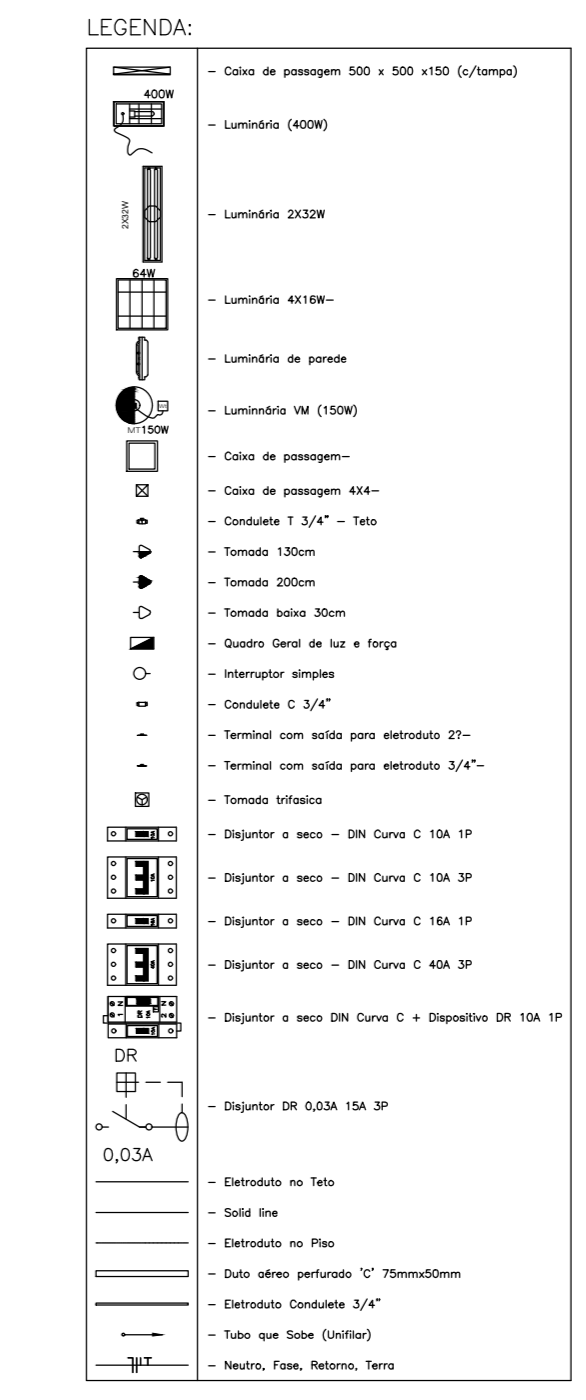 LEGENDA:
– Caixa de passagem 500 x 500 x150 (c/tampa)
400W
– Luminária (400W)
2X32W
– Luminária 2X32W
64W
– Luminária 4X16W–
– Luminária de parede
– Luminnária VM (150W)
MT150W
– Caixa de passagem–
– Caixa de passagem 4X4–
– Condulete T 3/4" – Teto
– Tomada 130cm
– Tomada 200cm
– Tomada baixa 30cm
– Quadro Geral de luz e força
– Interruptor simples
– Condulete C 3/4"
– Terminal com saída para eletroduto 2?–
– Terminal com saída para eletroduto 3/4"–
– Tomada trifasica
– Disjuntor a seco – DIN Curva C 10A 1P
10A
– Disjuntor a seco – DIN Curva C 10A 3P
– Disjuntor a seco – DIN Curva C 16A 1P
40A
– Disjuntor a seco – DIN Curva C 40A 3P
N 1 DR 10A N 2
– Disjuntor a seco DIN Curva C + Dispositivo DR 10A 1P
DR
– Disjuntor DR 0,03A 15A 3P
0,03A
– Eletroduto no Teto
– Solid line
– Eletroduto no Piso
– Duto aéreo perfurado 'C' 75mmx50mm
– Eletroduto Condulete 3/4"
– Tubo que Sobe (Unifilar)
– Neutro, Fase, Retorno, Terra